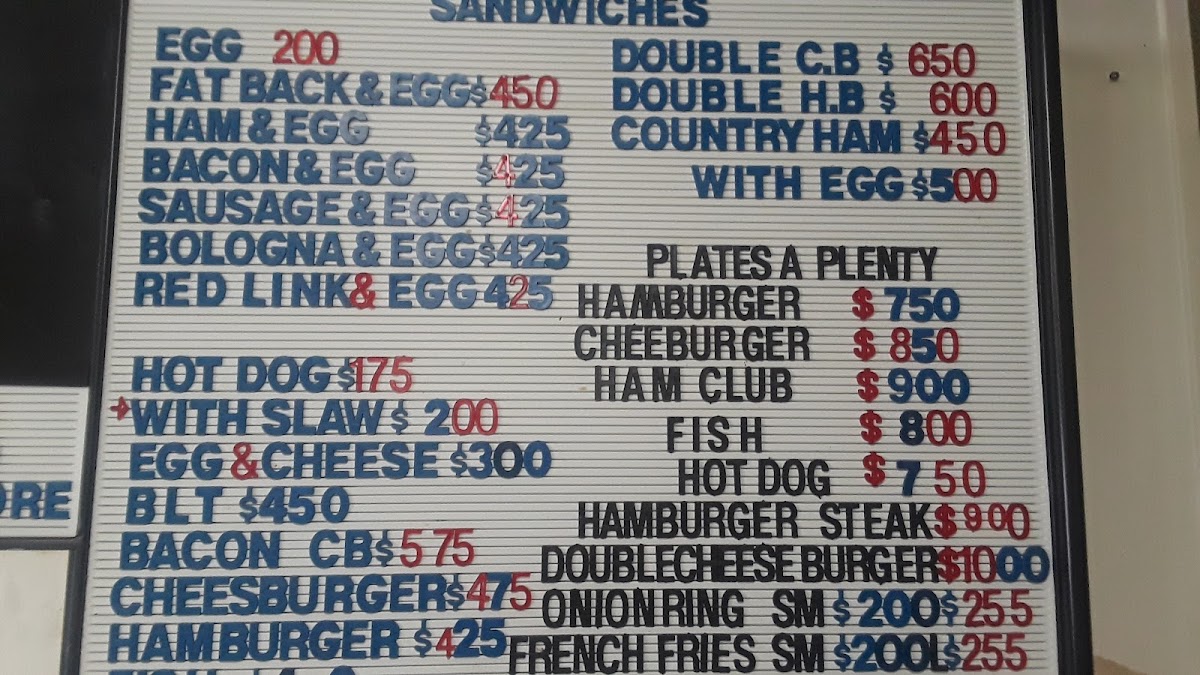 SANDWICHES
EGG 200
FAT BACK & EGG $450
HAM & EGG $425
BACON & EGG $425
SAUSAGE & EGG $425
BOLOGNA & EGG $425
RED LINK & EGG 425
HOT DOG $175
WITH SLAW $ 200
EGG & CHEESE $300
BLT $450
BACON CB $575
CHEESBURGER $475
HAMBURGER $425
DOUBLE C.B $ 650
DOUBLE H.B $ 600
COUNTRY HAM $450
WITH EGG $500
PLATES A PLENTY
HAMBURGER $ 750
CHEEBURGER $ 850
HAM CLUB $900
FISH $ 800
HOT DOG $ 750
HAMBURGER STEAK $900
DOUBLECHEESEBURGER $1000
ONION RING SM $200 $255
FRENCH FRIES SM $200 L $255
ORE